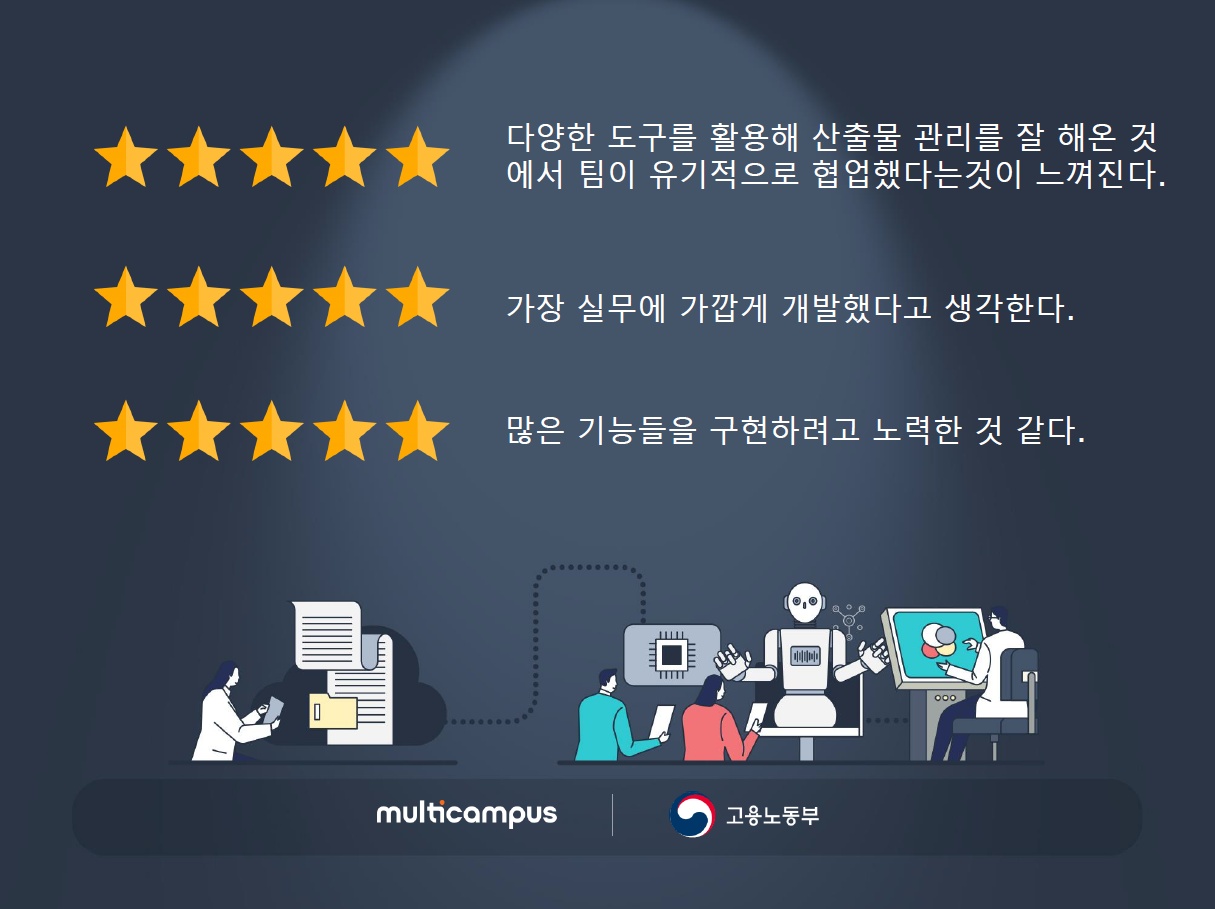 다양한 도구를 활용해 산출물 관리를 잘 해온 것
에서 팀이 유기적으로 협업했다는것이 느껴진다.
가장 실무에 가깝게 개발했다고 생각한다.
많은 기능들을 구현하려고 노력한 것 같다.
multicampus
고용노동부